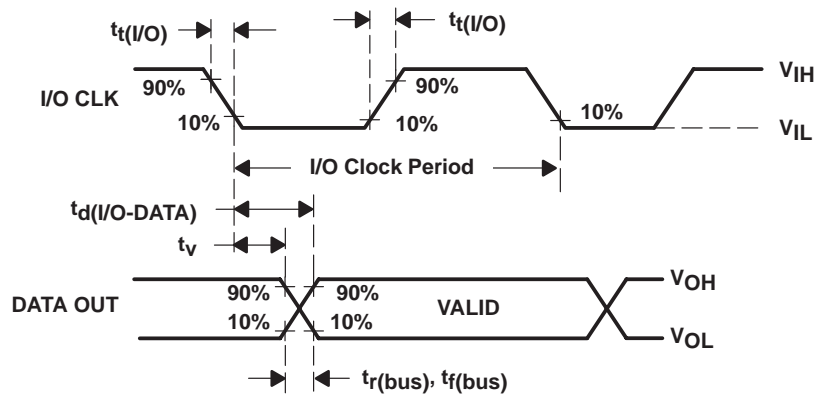 tt(I/O)
tt(I/O)
90%
90%
VIH
I/O CLK
10%
10%
10%
VIL
I/O Clock Period
td(I/O-DATA)
tv
VOH
90%
90%
DATA OUT
VALID
10%
10%
VOL
tr(bus), tf(bus)